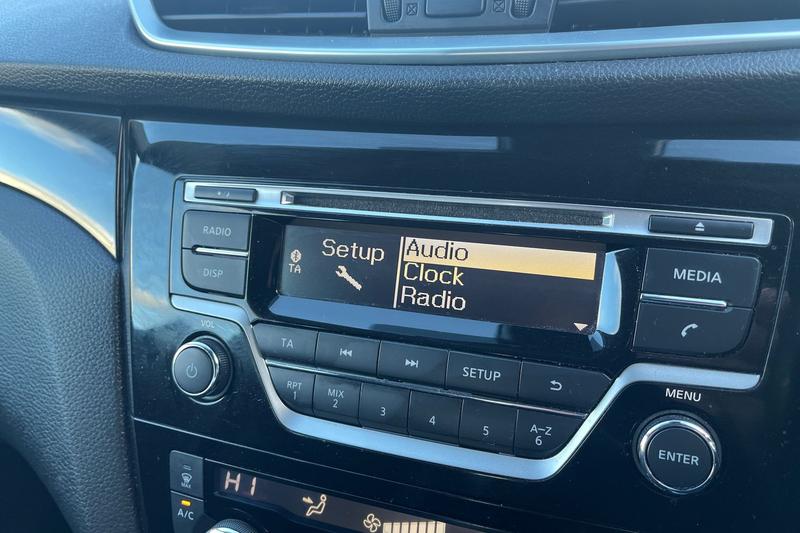 RADIO
DISP
TA
Setup
Audio
Clock
Radio
MEDIA
VOL
TA
SETUP
RPT
1
MIX
2
3
4
5
A-Z
6
MENU
ENTER
MAX
A/C
HI